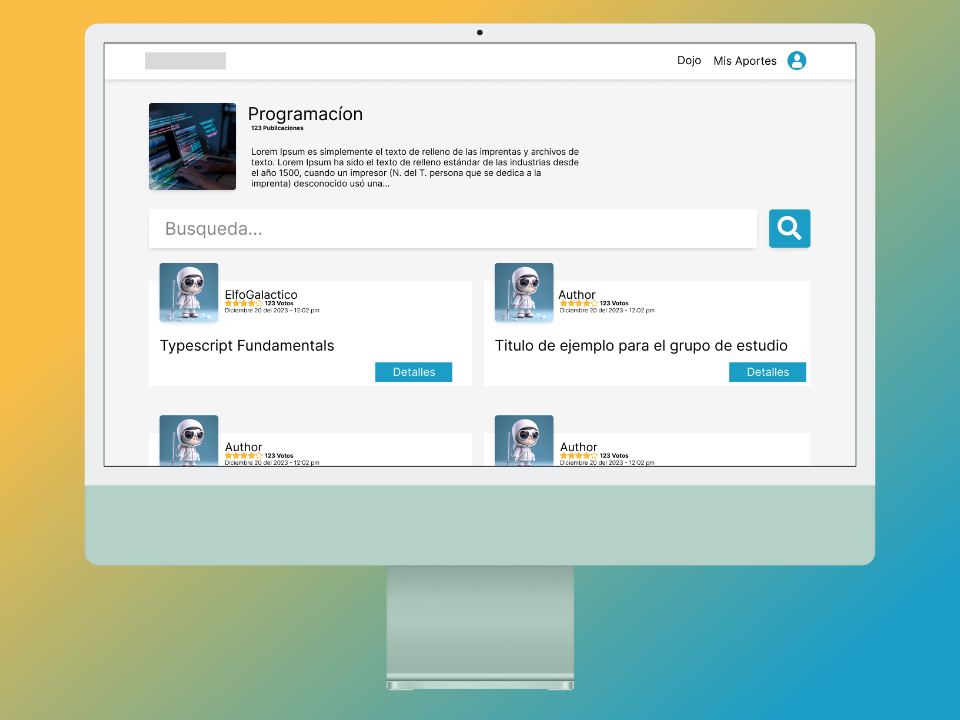 Dojo Mis Aportes
Programacíon
123 Publicaciones
Lorem Ipsum es simplemente el texto de relleno de las imprentas y archivos de
texto. Lorem Ipsum ha sido el texto de relleno estándar de las industrias desde
el año 1500, cuando un impresor (N. del T. persona que se dedica a la
imprenta) desconocido usó una...
Busqueda...
ElfoGalactico
123 Votos
Diciembre 20 del 2023 - 12:02 pm
Typescript Fundamentals
Detalles
Author
123 Votos
Diciembre 20 del 2023 - 12:02 pm
Titulo de ejemplo para el grupo de estudio
Detalles
Author
123 Votos
Diciembre 20 del 2023 - 12:02 pm
Author
123 Votos
Diciembre 20 del 2023 - 12:02 pm